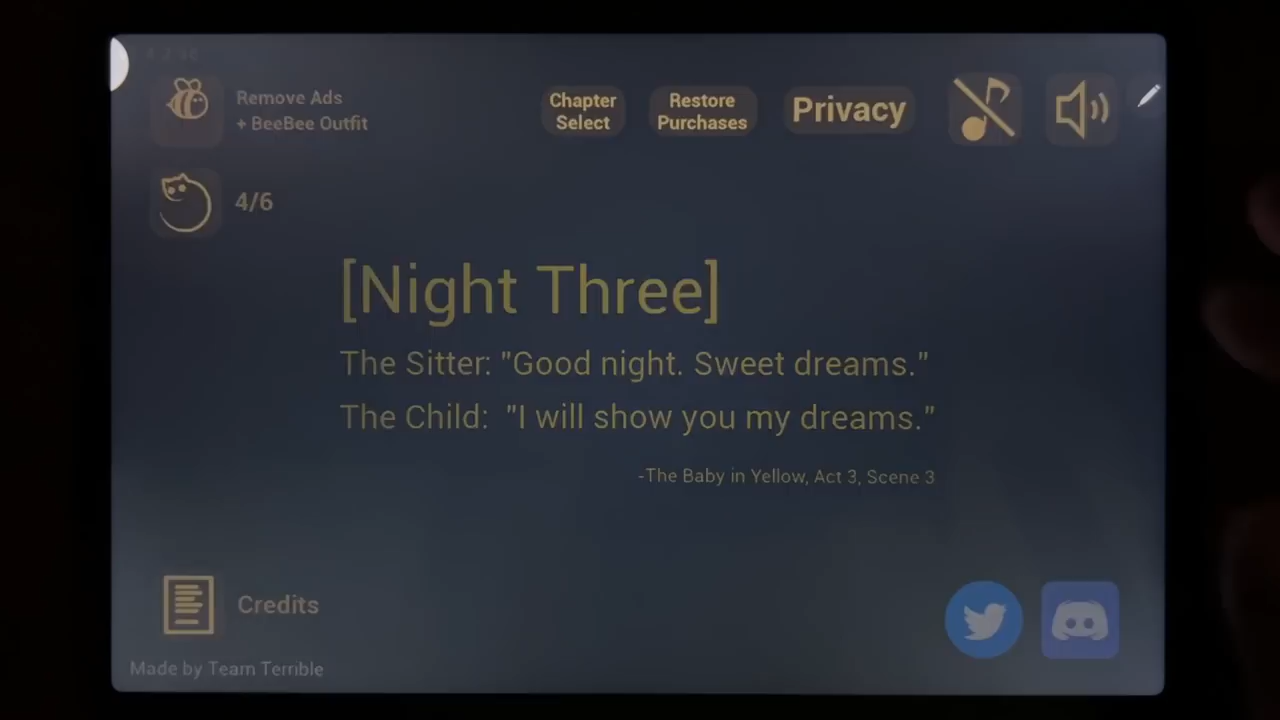 Remove Ads
+ BeeBee Outfit
Chapter
Select
Restore
Purchases
Privacy
4/6
[Night Three]
The Sitter: "Good night. Sweet dreams."
The Child: "I will show you my dreams."
-The Baby in Yellow, Act 3, Scene 3
Credits
Made by Team Terrible